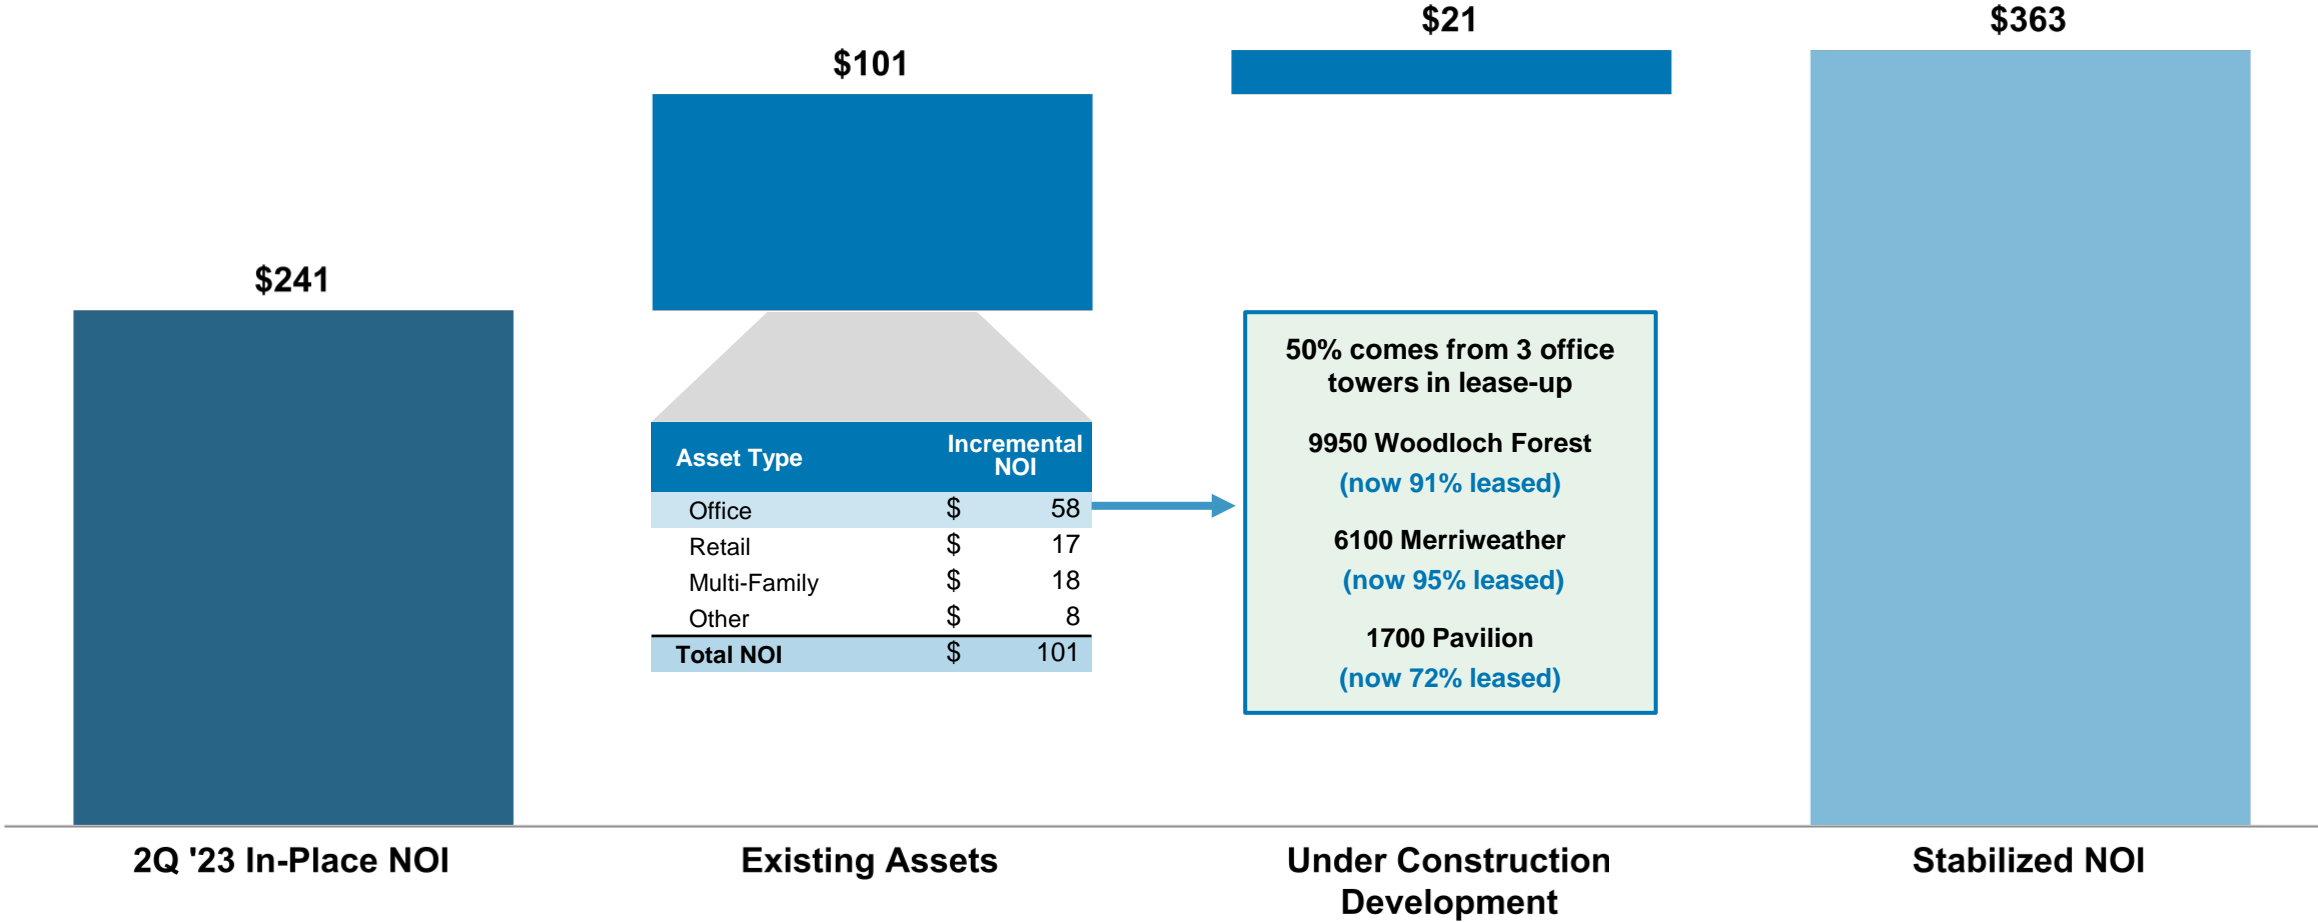 $241
$101
$21
$363
Asset Type Incremental NOI
Office $ 58
Retail $ 17
Multi-Family $ 18
Other $ 8
Total NOI $ 101
50% comes from 3 office
towers in lease-up
9950 Woodloch Forest
(now 91% leased)
6100 Merriweather
(now 95% leased)
1700 Pavilion
(now 72% leased)
2Q '23 In-Place NOI
Existing Assets
Under Construction
Development
Stabilized NOI